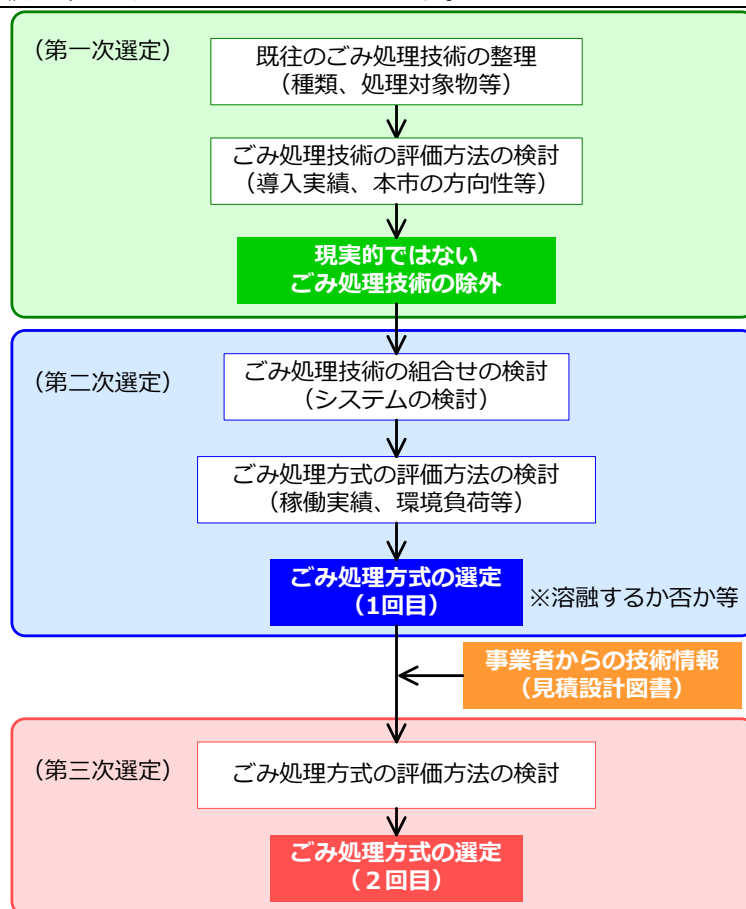 (第一次選定)
既往のごみ処理技術の整理
(種類、処理対象物等)
ごみ処理技術の評価方法の検討
(導入実績、本市の方向性等)
現実的ではない
ごみ処理技術の除外
(第二次選定)
ごみ処理技術の組合せの検討
(システムの検討)
ごみ処理方式の評価方法の検討
(稼働実績、環境負荷等)
ごみ処理方式の選定
(1回目)
※溶融するか否か等
事業者からの技術情報
(見積設計図書)
(第三次選定)
ごみ処理方式の評価方法の検討
ごみ処理方式の選定
(２回目)